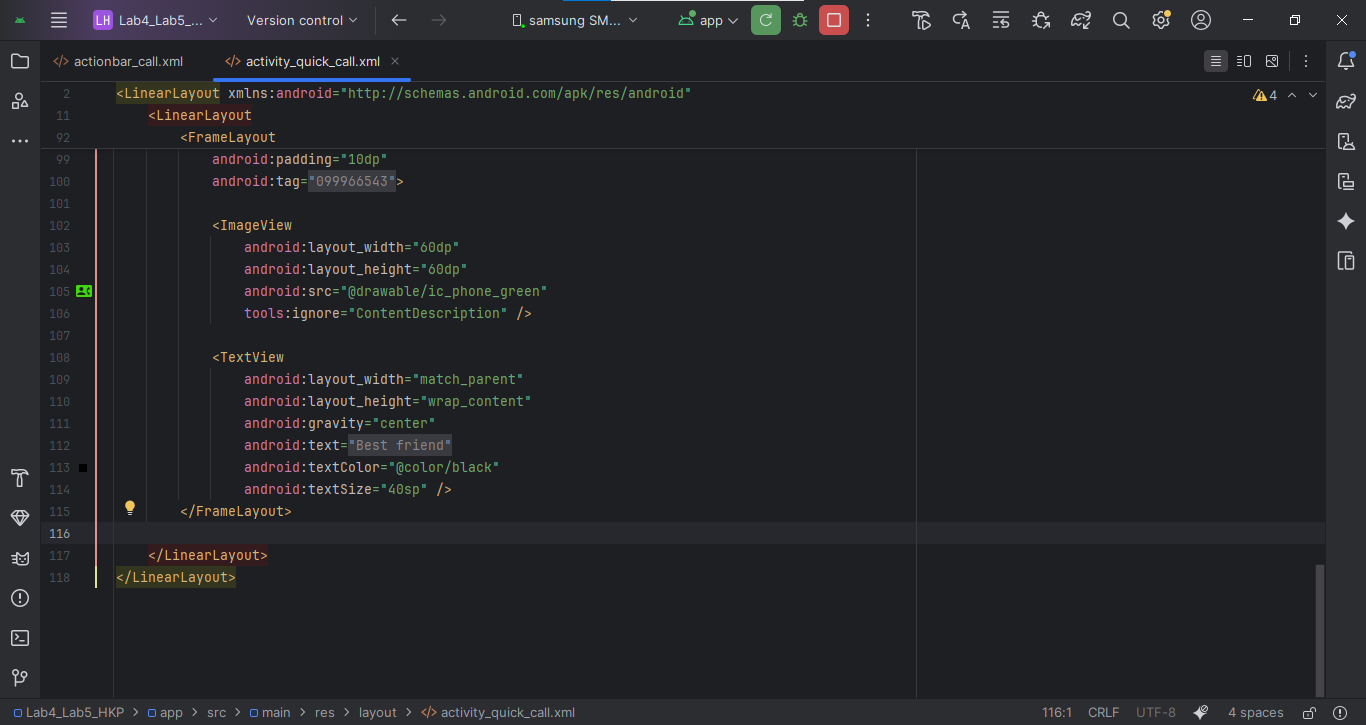 LH Lab4_Lab5_... Version control samsung SM... app
actionbar_call.xml activity_quick_call.xml
2 <LinearLayout xmlns:android="http://schemas.android.com/apk/res/android" 4
11 <LinearLayout
92 <FrameLayout
99 android:padding="10dp"
100 android:tag="099966543">
101
102 <ImageView
103 android:layout_width="60dp"
104 android:layout_height="60dp"
105 android:src="@drawable/ic_phone_green"
106 tools:ignore="ContentDescription" />
107
108 <TextView
109 android:layout_width="match_parent"
110 android:layout_height="wrap_content"
111 android:gravity="center"
112 android:text="Best friend"
113 android:textColor="@color/black"
114 android:textSize="40sp" />
115 </FrameLayout>
116
117 </LinearLayout>
118 </LinearLayout>
Lab4_Lab5_HKP > app > src > main > res > layout > activity_quick_call.xml 116:1 CRLF UTF-8 4 spaces